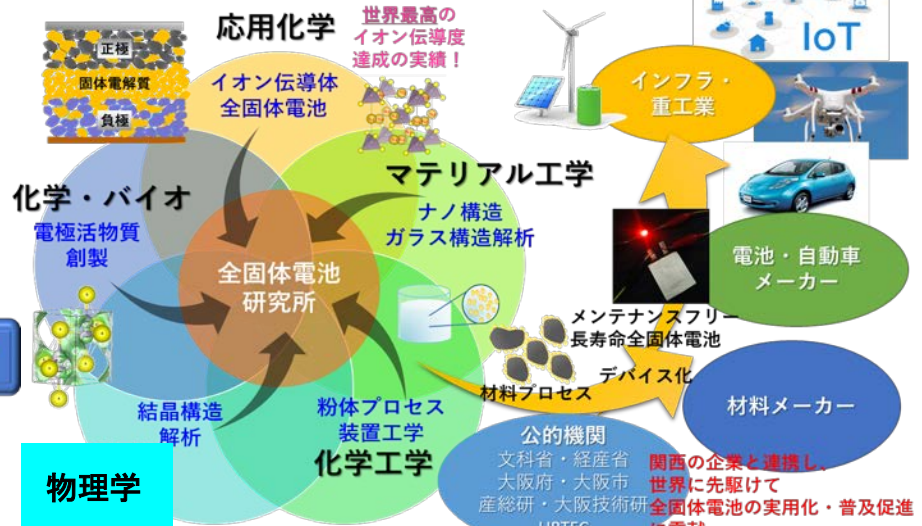 応用化学
世界最高の
イオン伝導度
達成の実績！
正極
固体電解質
負極
イオン伝導体
全固体電池
IoT
インフラ・
重工業
化学・バイオ
電極活物質
創製
マテリアル工学
ナノ構造
ガラス構造解析
全固体電池
研究所
電池・自動車
メーカー
メンテナンスフリー
長寿命全固体電池
デバイス化
材料プロセス
材料メーカー
結晶構造
解析
粉体プロセス
装置工学
化学工学
物理学
公的機関
文科省・経産省
大阪府・大阪市
産総研・大阪技術研
関西の企業と連携し、
世界に先駆けて
全固体電池の実用化・普及促進